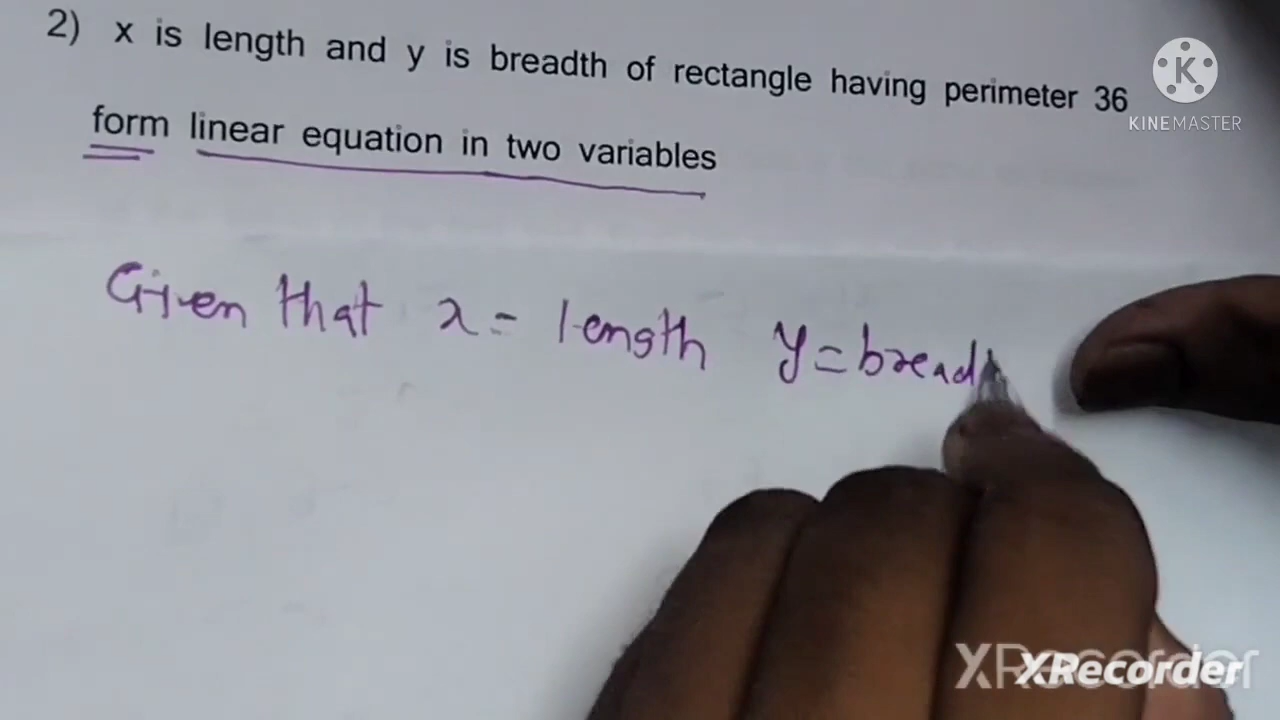 2) x is length and y is breadth of rectangle having perimeter 36
form linear equation in two variables
Given that x = length y = bread
KINEMASTER
XRecorder
XRecorder